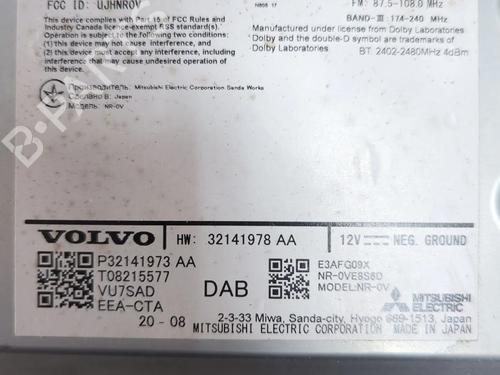 FCC ID: UJHNR0V
N808 17
FM: 87.5-108.0 MHz
BAND-III: 174-240 MHz
This device complies with Part 15 of FCC Rules and
Industry Canada licence-exempt RSS standard(s).
Operation is subject to the following two conditions:
(1) this device may not cause interference, and
(2) this device must accept any interference
that may cause undesired operation of this device.
Manufactured under license from Dolby Laboratories
Dolby and the double-D symbol are trademarks of
Dolby Laboratories
BT: 2402-2480MHz 4dBm
Производитель: Mitsubishi Electric Corporation Sanda Works
Сделано В: Japan
Модель: NR-0V
VOLVO
HW: 32141978 AA
12V NEG. GROUND
P32141973 AA
T08215577
VU7SAD
EEA-CTA
20-08
DAB
E3AFG09X
NR-0VE8S6D
MODEL:NR-0V
MITSUBISHI
ELECTRIC
2-3-33 Miwa, Sanda-city, Hyogo 669-1513, Japan
MITSUBISHI ELECTRIC CORPORATION MADE IN JAPAN